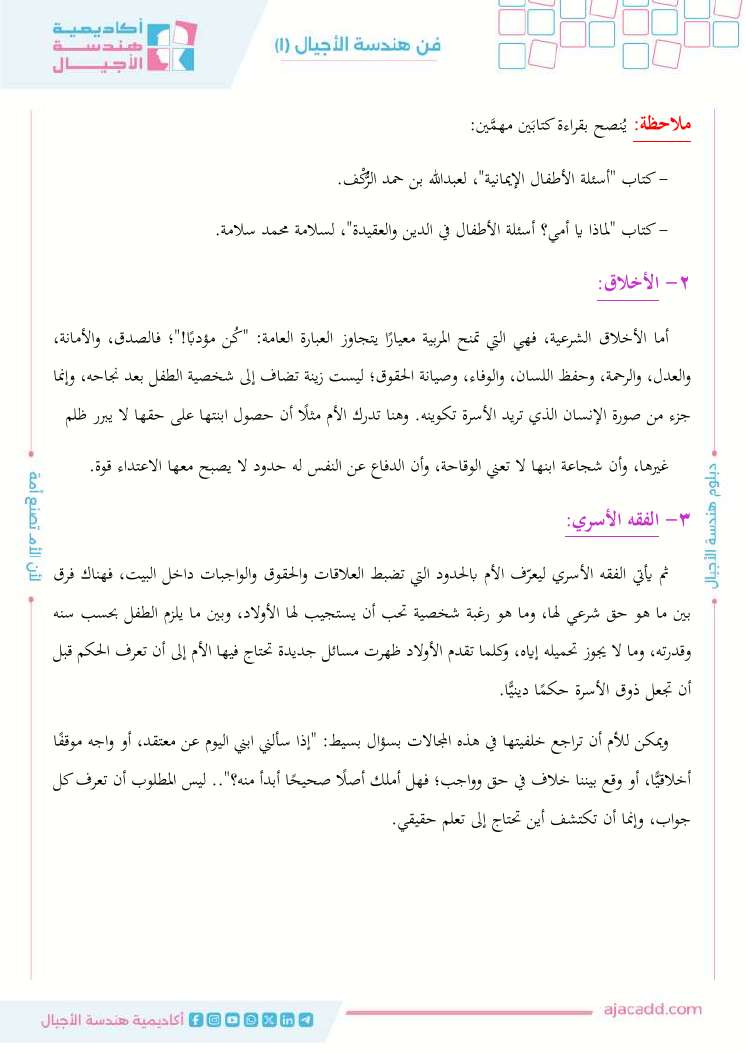 أكاديمية
هندسة
الأجيال
فن هندسة الأجيال (١)
ملاحظة: يُنصح بقراءة كتابَين مهمَّين:
– كتاب "أسئلة الأطفال الإيمانية"، لعبدالله بن حمد الرُّكْف.
– كتاب "لماذا يا أمي؟ أسئلة الأطفال في الدين والعقيدة"، لسلامة محمد سلامة.
٢- الأخلاق:
أما الأخلاق الشرعية، فهي التي تمنح المربية معيارًا يتجاوز العبارة العامة: "كُن مؤدبًا!"؛ فالصدق، والأمانة،
والعدل، والرحمة، وحفظ اللسان، والوفاء، وصيانة الحقوق؛ ليست زينة تضاف إلى شخصية الطفل بعد نجاحه، وإنما
جزء من صورة الإنسان الذي تريد الأسرة تكوينه. وهنا تدرك الأم مثلًا أن حصول ابنتها على حقها لا يبرر ظلم
غيرها، وأن شجاعة ابنها لا تعني الوقاحة، وأن الدفاع عن النفس له حدود لا يصبح معها الاعتداء قوة.
٣- الفقه الأسري:
ثم يأتي الفقه الأسري ليعرّف الأم بالحدود التي تضبط العلاقات والحقوق والواجبات داخل البيت، فهناك فرق
بين ما هو حق شرعي لها، وما هو رغبة شخصية تحب أن يستجيب لها الأولاد، وبين ما يلزم الطفل بحسب سنه
وقدرته، وما لا يجوز تحميله إياه، وكلما تقدم الأولاد ظهرت مسائل جديدة تحتاج فيها الأم إلى أن تعرف الحكم قبل
أن تجعل ذوق الأسرة حكمًا دينيًّا.
ويمكن للأم أن تراجع خلفيتها في هذه المجالات بسؤال بسيط: "إذا سألني ابني اليوم عن معتقد، أو واجه موقفًا
أخلاقيًّا، أو وقع بيننا خلاف في حق وواجب؛ فهل أملك أصلًا صحيحًا أبدأ منه؟".. ليس المطلوب أن تعرف كل
جواب، وإنما أن تكتشف أين تحتاج إلى تعلم حقيقي.
دبلوم هندسة الأجيال
لأن الأم تصنع أمة
أكاديمية هندسة الأجيال
ajacadd.com